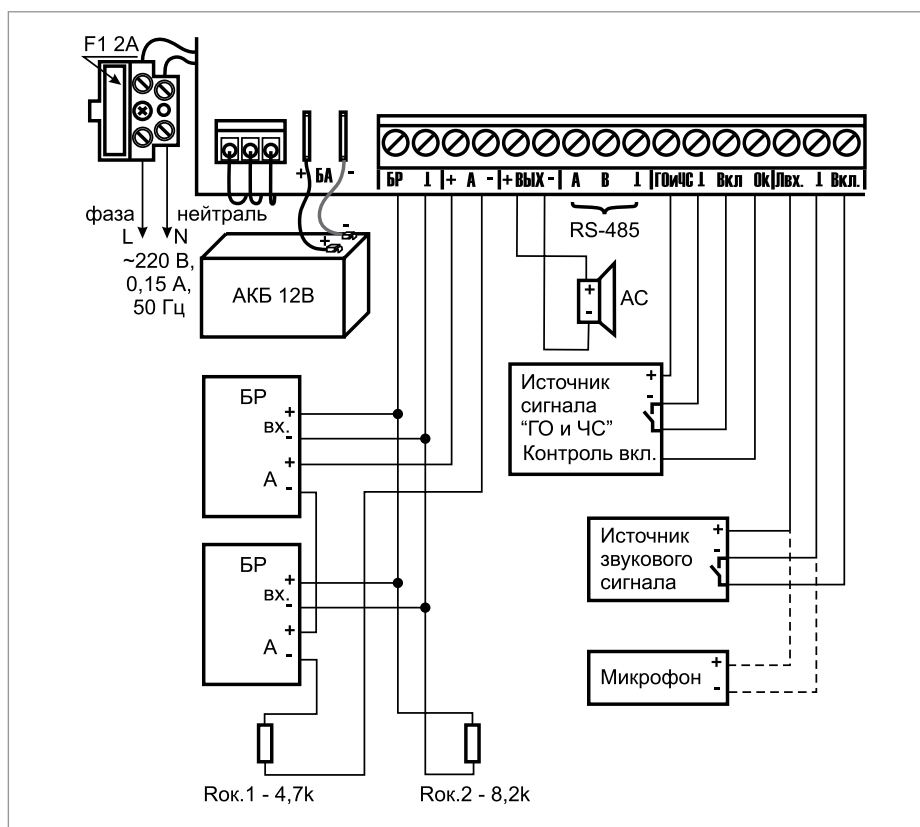 F1 2A
фаза
нейтраль
L N
~220 В,
0,15 А,
50 Гц
+ БА -
+ -
АКБ 12В
БР ⊥ + А - + ВЫХ - А В ⊥ ГОиЧС ⊥ Вкл Ok Лвх. ⊥ Вкл.
RS-485
+
-
АС
Источник
сигнала
“ГО и ЧС”
Контроль вкл.
+
-
БР
вх.
А
+
-
+
-
БР
вх.
А
+
-
+
-
Источник
звукового
сигнала
+
-
Микрофон
+
-
Rок.1 - 4,7k
Rок.2 - 8,2k